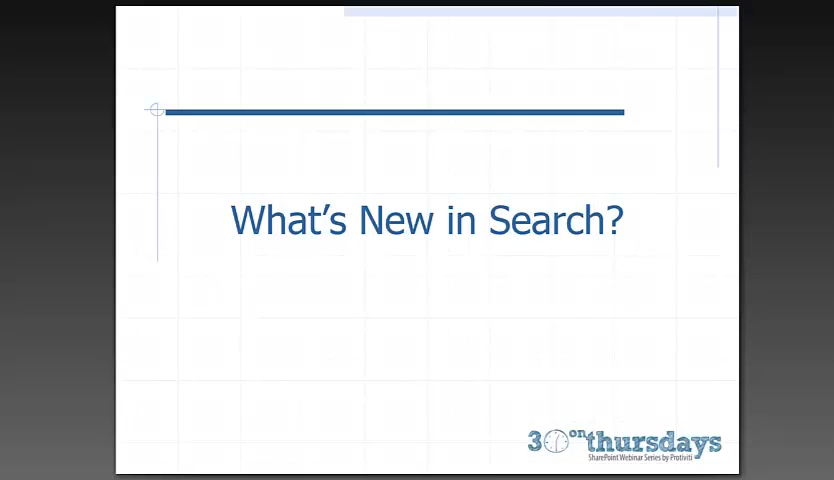 What's New in Search?
30 on thursdays
SharePoint Webinar Series by Protiviti